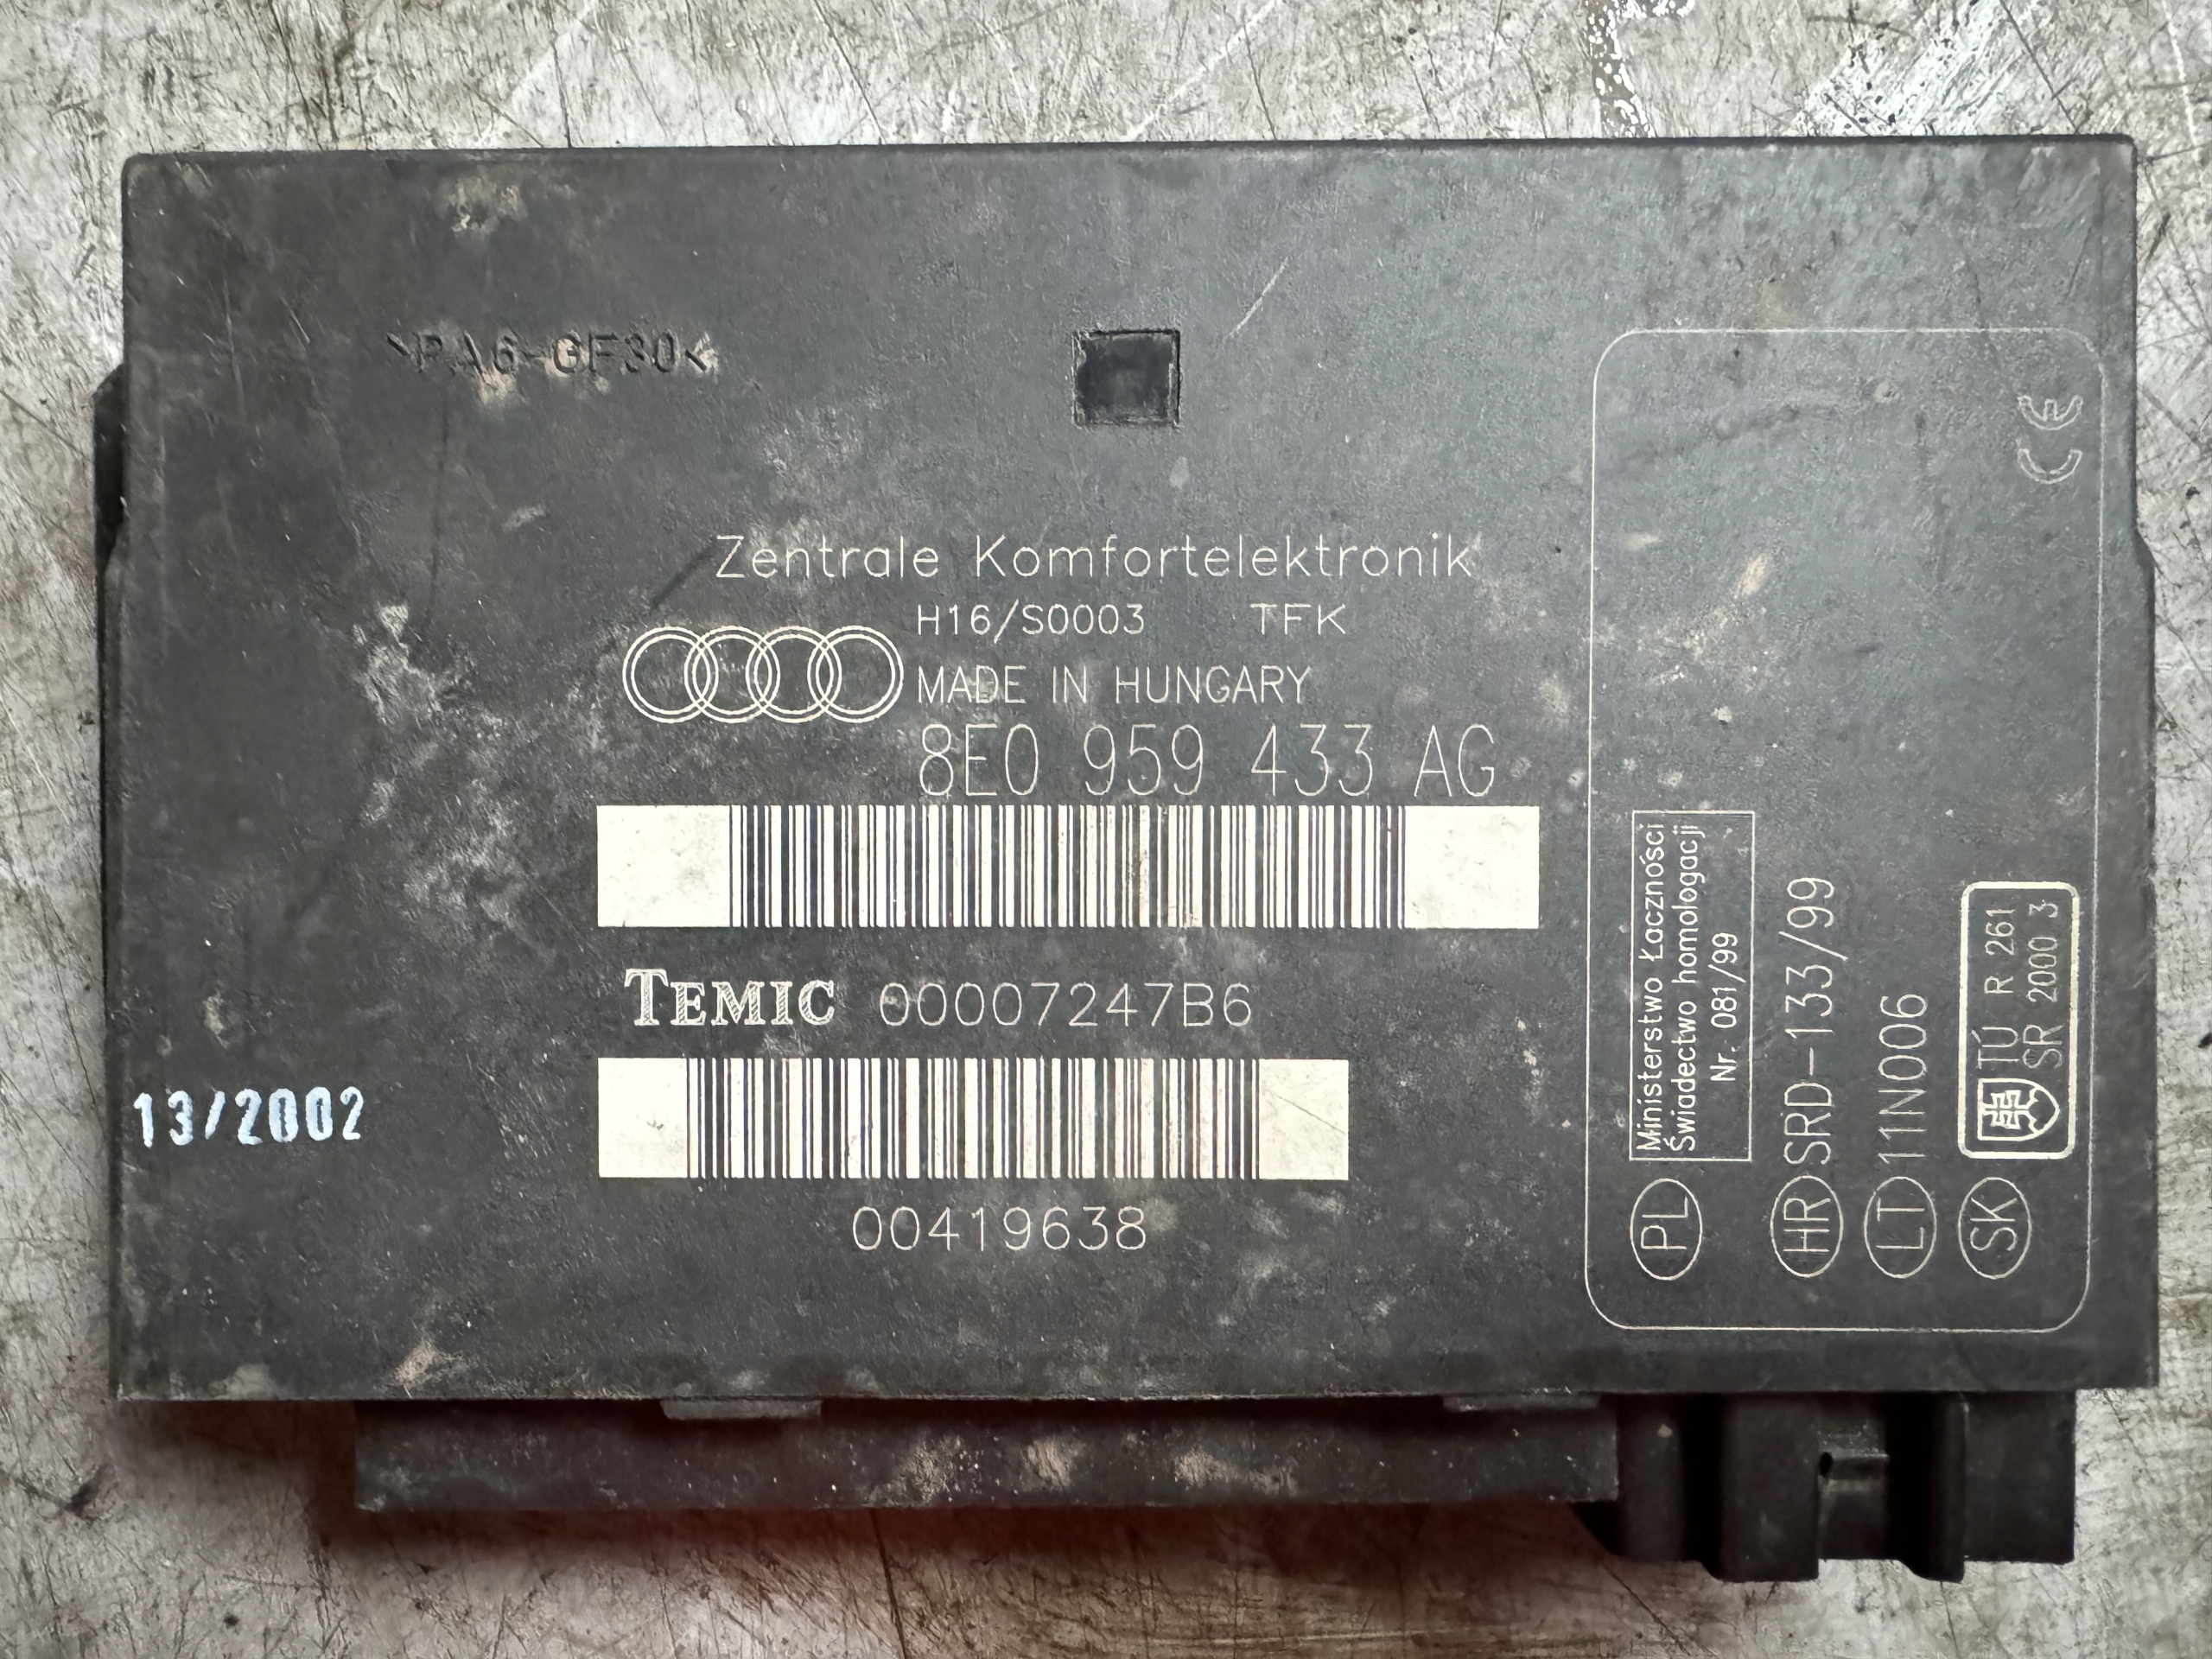 >PA6-GF30<
Zentrale Komfortelektronik
H16/S0003 TFK
MADE IN HUNGARY
8E0 959 433 AG
TEMIC 00007247B6
13/2002
00419638
CE
PL
Ministerstwo Łączności
Świadectwo homologacji
Nr. 081/99
HR SRD-133/99
LT 11N006
SK
TÚ R 261
SR 2000 3